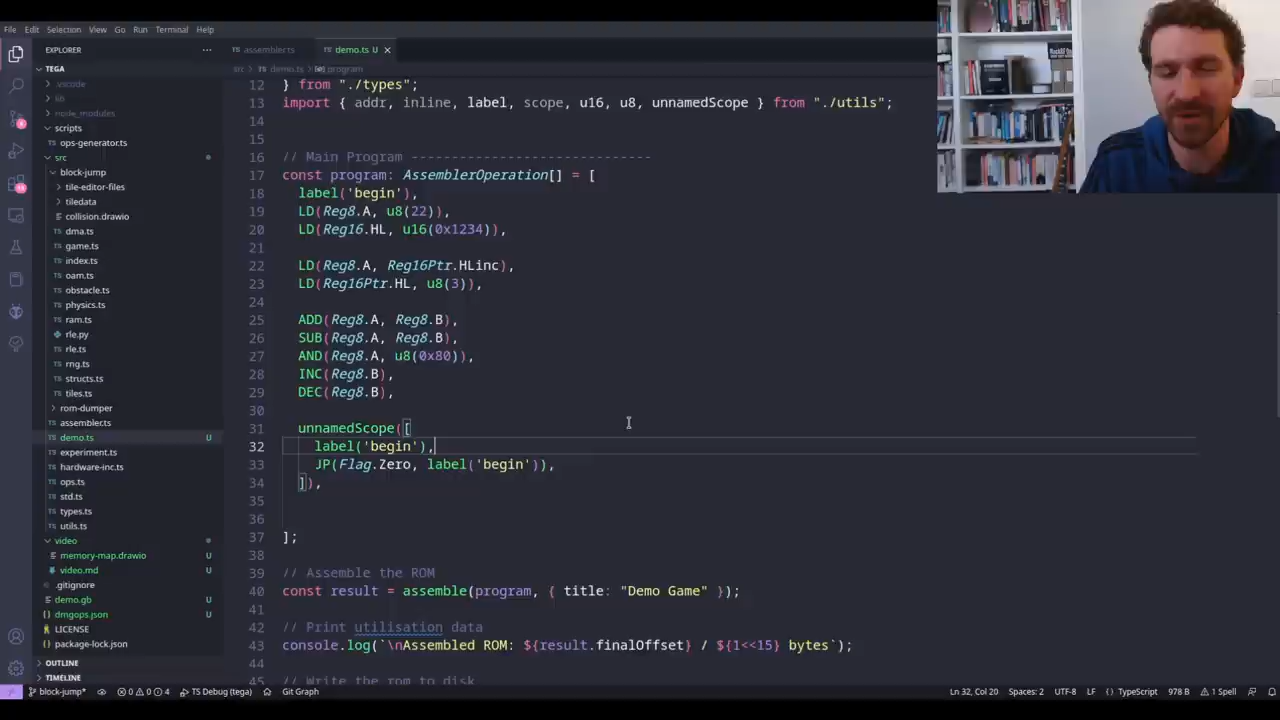 File Edit Selection View Go Run Terminal Help
EXPLORER
TEGA
.vscode
lib
node_modules
scripts
ops-generator.ts
src
block-jump
tile-editor-files
tiledata
collision.drawio
dma.ts
game.ts
index.ts
oam.ts
obstacle.ts
physics.ts
ram.ts
rle.py
rle.ts
rng.ts
structs.ts
tiles.ts
rom-dumper
assembler.ts
demo.ts U
experiment.ts
hardware-inc.ts
ops.ts
std.ts
types.ts
utils.ts
video
memory-map.drawio U
video.md U
.gitignore
demo.gb U
dmgops.json U
LICENSE
package-lock.json
OUTLINE
TIMELINE
assembler.ts demo.ts U
src > demo.ts > program
12 } from "./types";
13 import { addr, inline, label, scope, u16, u8, unnamedScope } from "./utils";
14
15
16 // Main Program ------------------------------
17 const program: AssemblerOperation[] = [
18 label('begin'),
19 LD(Reg8.A, u8(22)),
20 LD(Reg16.HL, u16(0x1234)),
21
22 LD(Reg8.A, Reg16Ptr.HLinc),
23 LD(Reg16Ptr.HL, u8(3)),
24
25 ADD(Reg8.A, Reg8.B),
26 SUB(Reg8.A, Reg8.B),
27 AND(Reg8.A, u8(0x80)),
28 INC(Reg8.B),
29 DEC(Reg8.B),
30
31 unnamedScope([
32 label('begin'),
33 JP(Flag.Zero, label('begin')),
34 ]),
35
36
37 ];
38
39 // Assemble the ROM
40 const result = assemble(program, { title: "Demo Game" });
41
42 // Print utilisation data
43 console.log(`\nAssembled ROM: ${result.finalOffset} / ${1<<15} bytes`);
44
45 // Write the rom to disk
block-jump* 0 0 4 TS Debug (tega) Git Graph Ln 32, Col 20 Spaces: 2 UTF-8 LF {} TypeScript 978 B 1 Spell